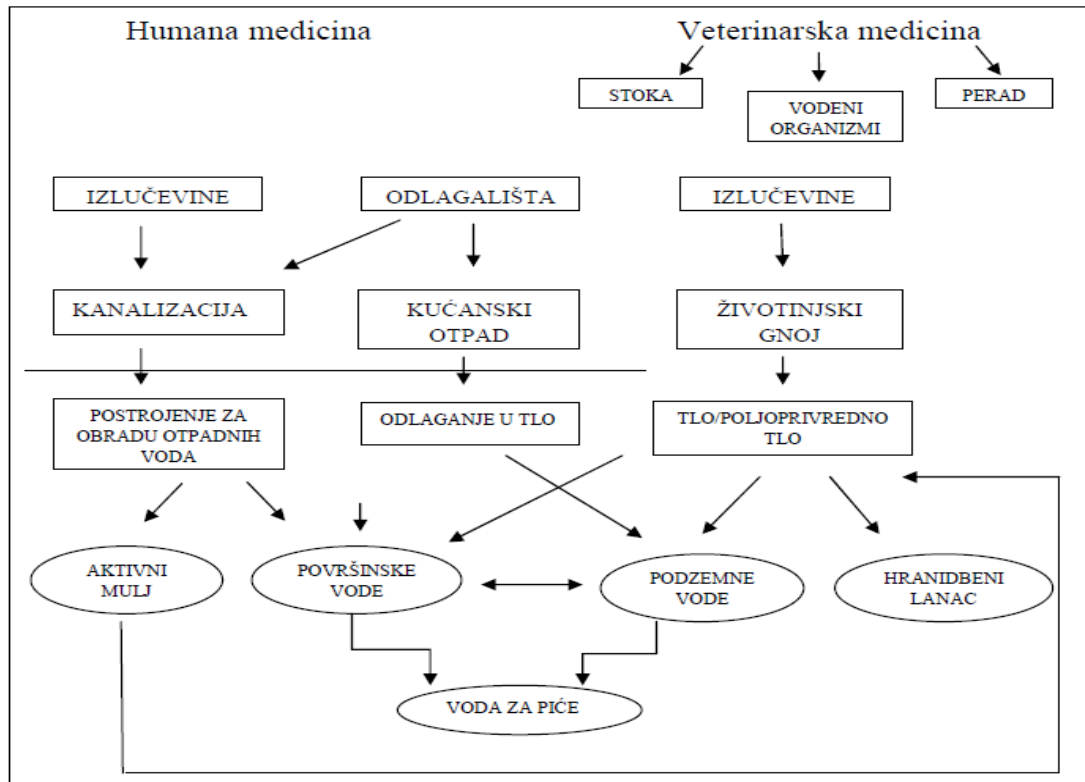 Humana medicina
Veterinarska medicina
STOKA
VODENI
ORGANIZMI
PERAD
IZLUČEVINE
ODLAGALIŠTA
IZLUČEVINE
KANALIZACIJA
KUĆANSKI
OTPAD
ŽIVOTINJSKI
GNOJ
POSTROJENJE ZA
OBRADU OTPADNIH
VODA
ODLAGANJE U TLO
TLO/POLJOPRIVREDNO
TLO
AKTIVNI
MULJ
POVRŠINSKE
VODE
PODZEMNE
VODE
HRANIDBENI
LANAC
VODA ZA PIĆE